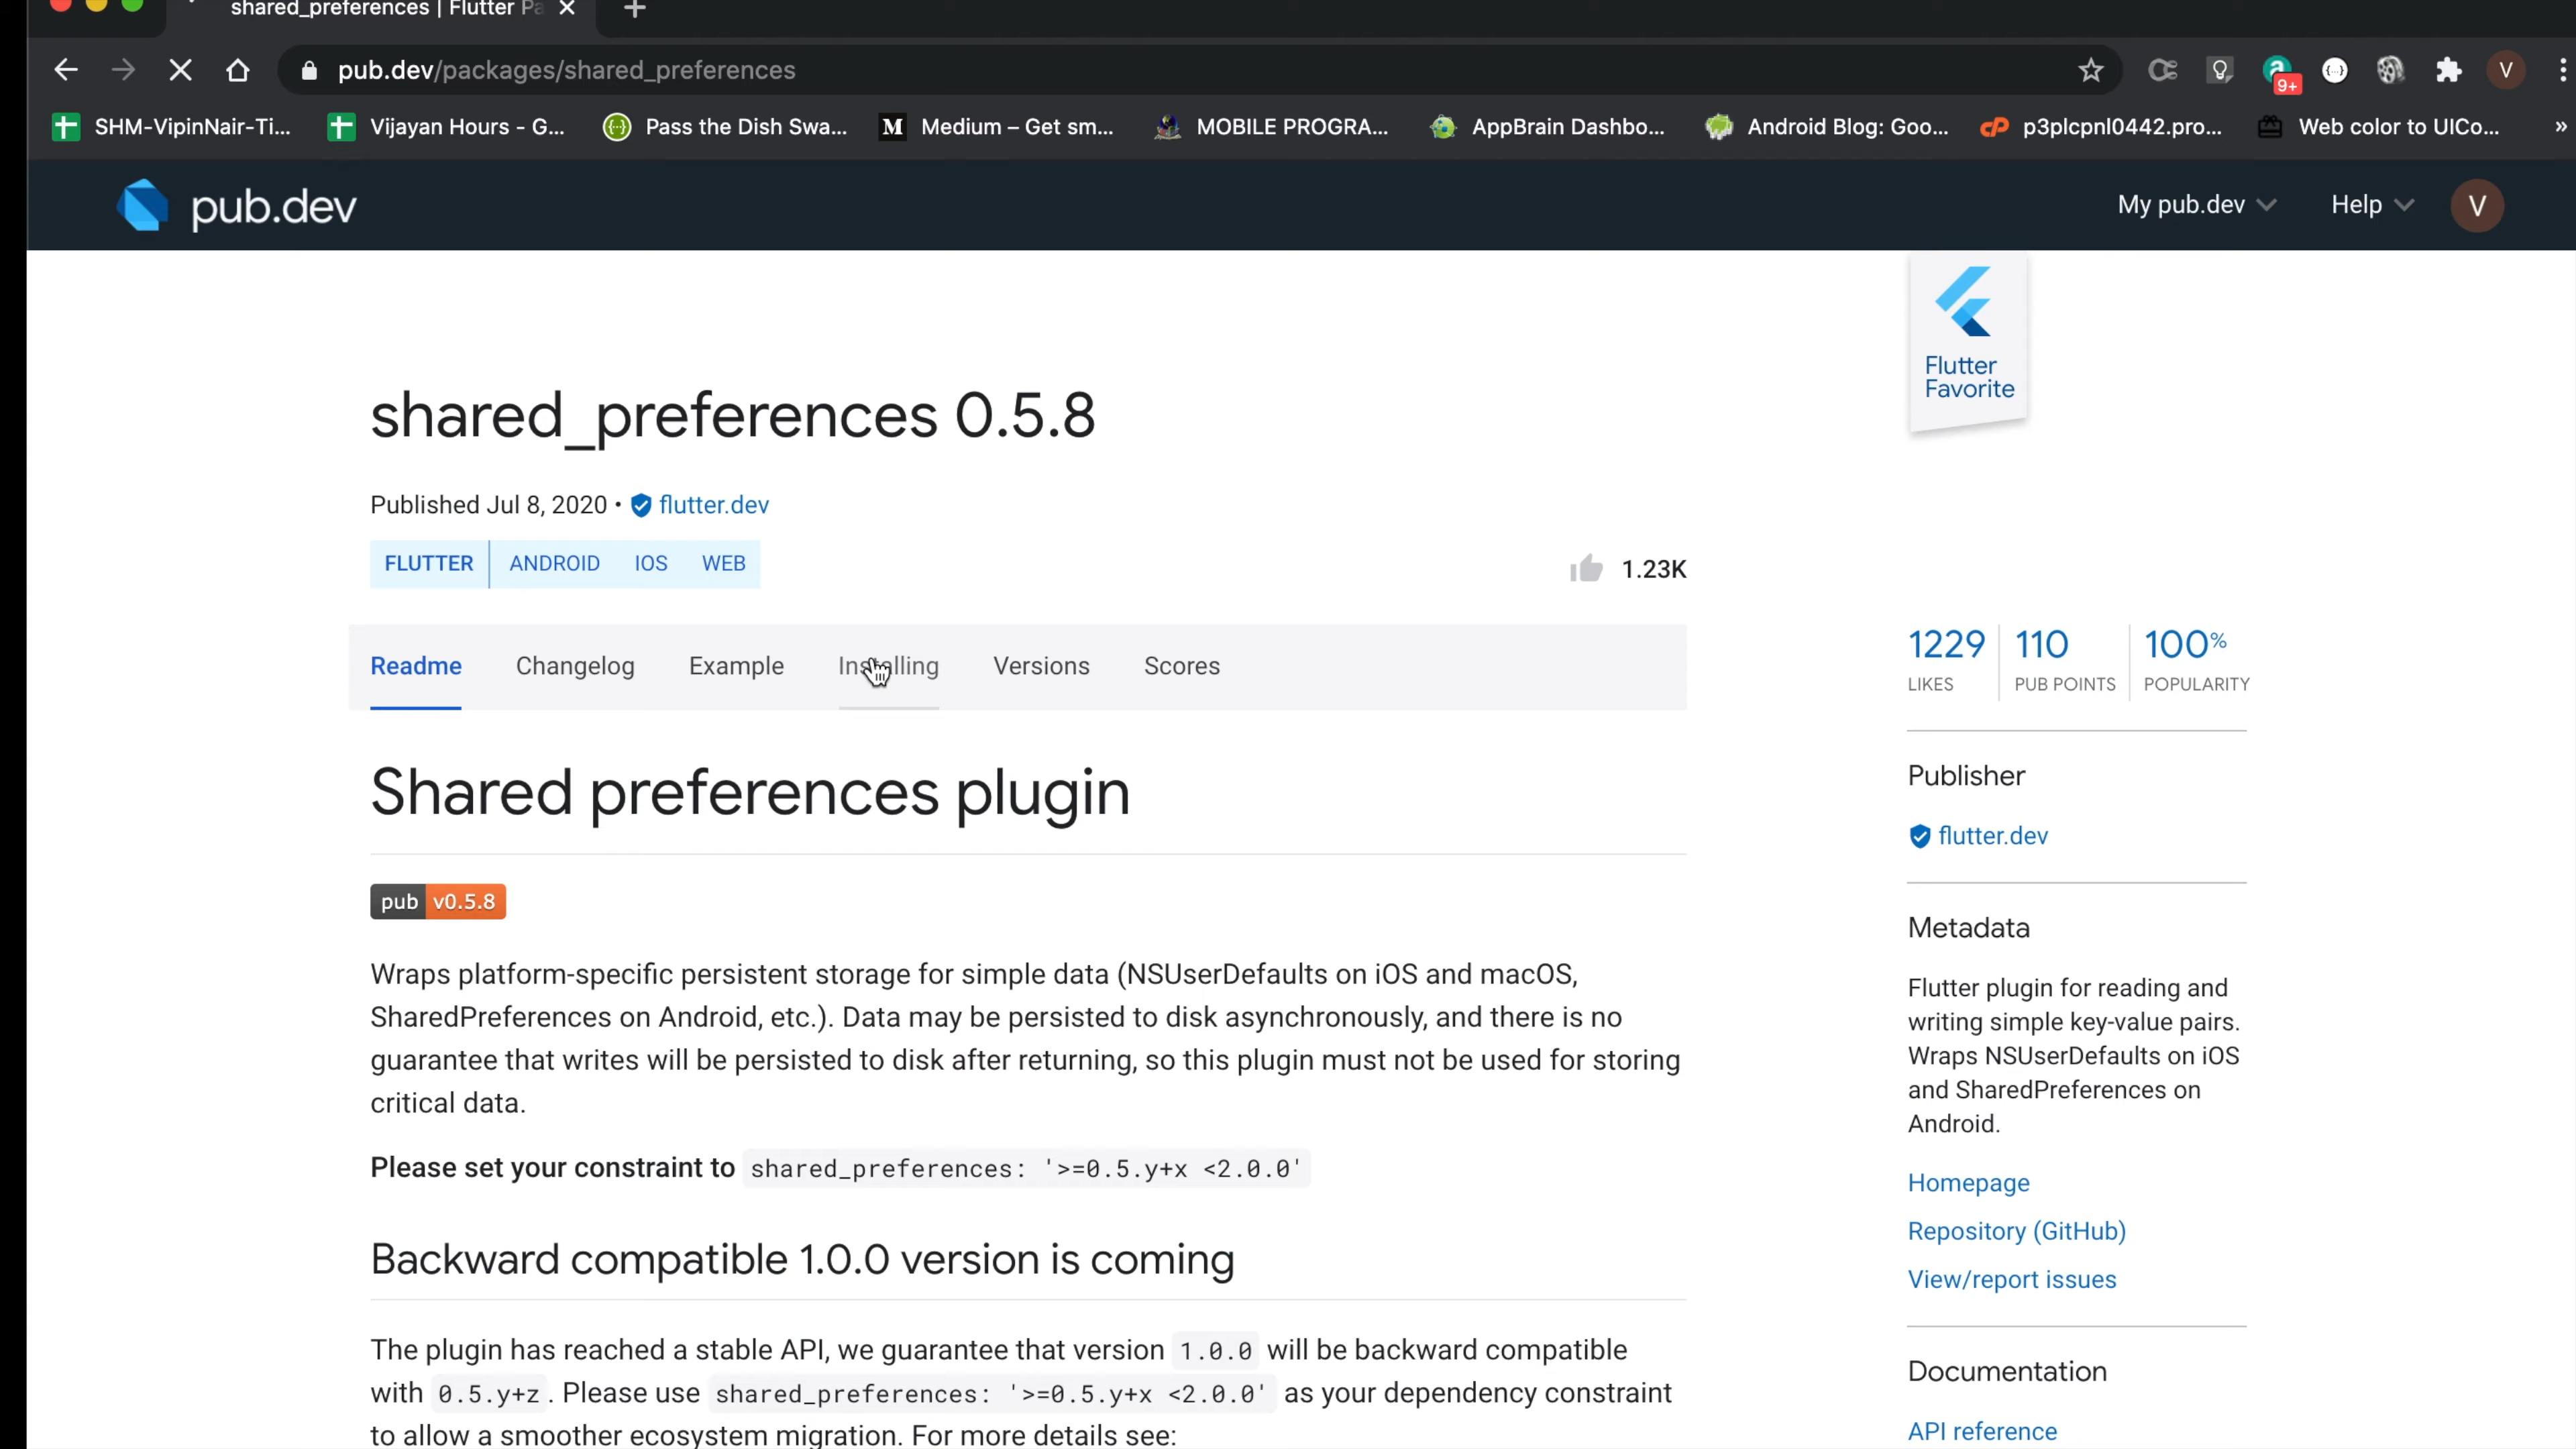 shared_preferences | Flutter Pa
pub.dev/packages/shared_preferences
9+
V
SHM-VipinNair-Ti...
Vijayan Hours - G...
Pass the Dish Swa...
M
Medium – Get sm...
MOBILE PROGRA...
AppBrain Dashbo...
Android Blog: Goo...
cP
p3plcpnl0442.pro...
Web color to UICo...
»
pub.dev
My pub.dev
Help
V
Flutter
Favorite
shared_preferences 0.5.8
Published Jul 8, 2020 • flutter.dev
FLUTTER ANDROID IOS WEB
1.23K
Readme Changelog Example Installing Versions Scores
1229 110 100%
LIKES PUB POINTS POPULARITY
Shared preferences plugin
pub v0.5.8
Wraps platform-specific persistent storage for simple data (NSUserDefaults on iOS and macOS,
SharedPreferences on Android, etc.). Data may be persisted to disk asynchronously, and there is no
guarantee that writes will be persisted to disk after returning, so this plugin must not be used for storing
critical data.
Please set your constraint to shared_preferences: '>=0.5.y+x <2.0.0'
Backward compatible 1.0.0 version is coming
The plugin has reached a stable API, we guarantee that version 1.0.0 will be backward compatible
with 0.5.y+z . Please use shared_preferences: '>=0.5.y+x <2.0.0' as your dependency constraint
to allow a smoother ecosystem migration. For more details see:
Publisher
flutter.dev
Metadata
Flutter plugin for reading and
writing simple key-value pairs.
Wraps NSUserDefaults on iOS
and SharedPreferences on
Android.
Homepage
Repository (GitHub)
View/report issues
Documentation
API reference